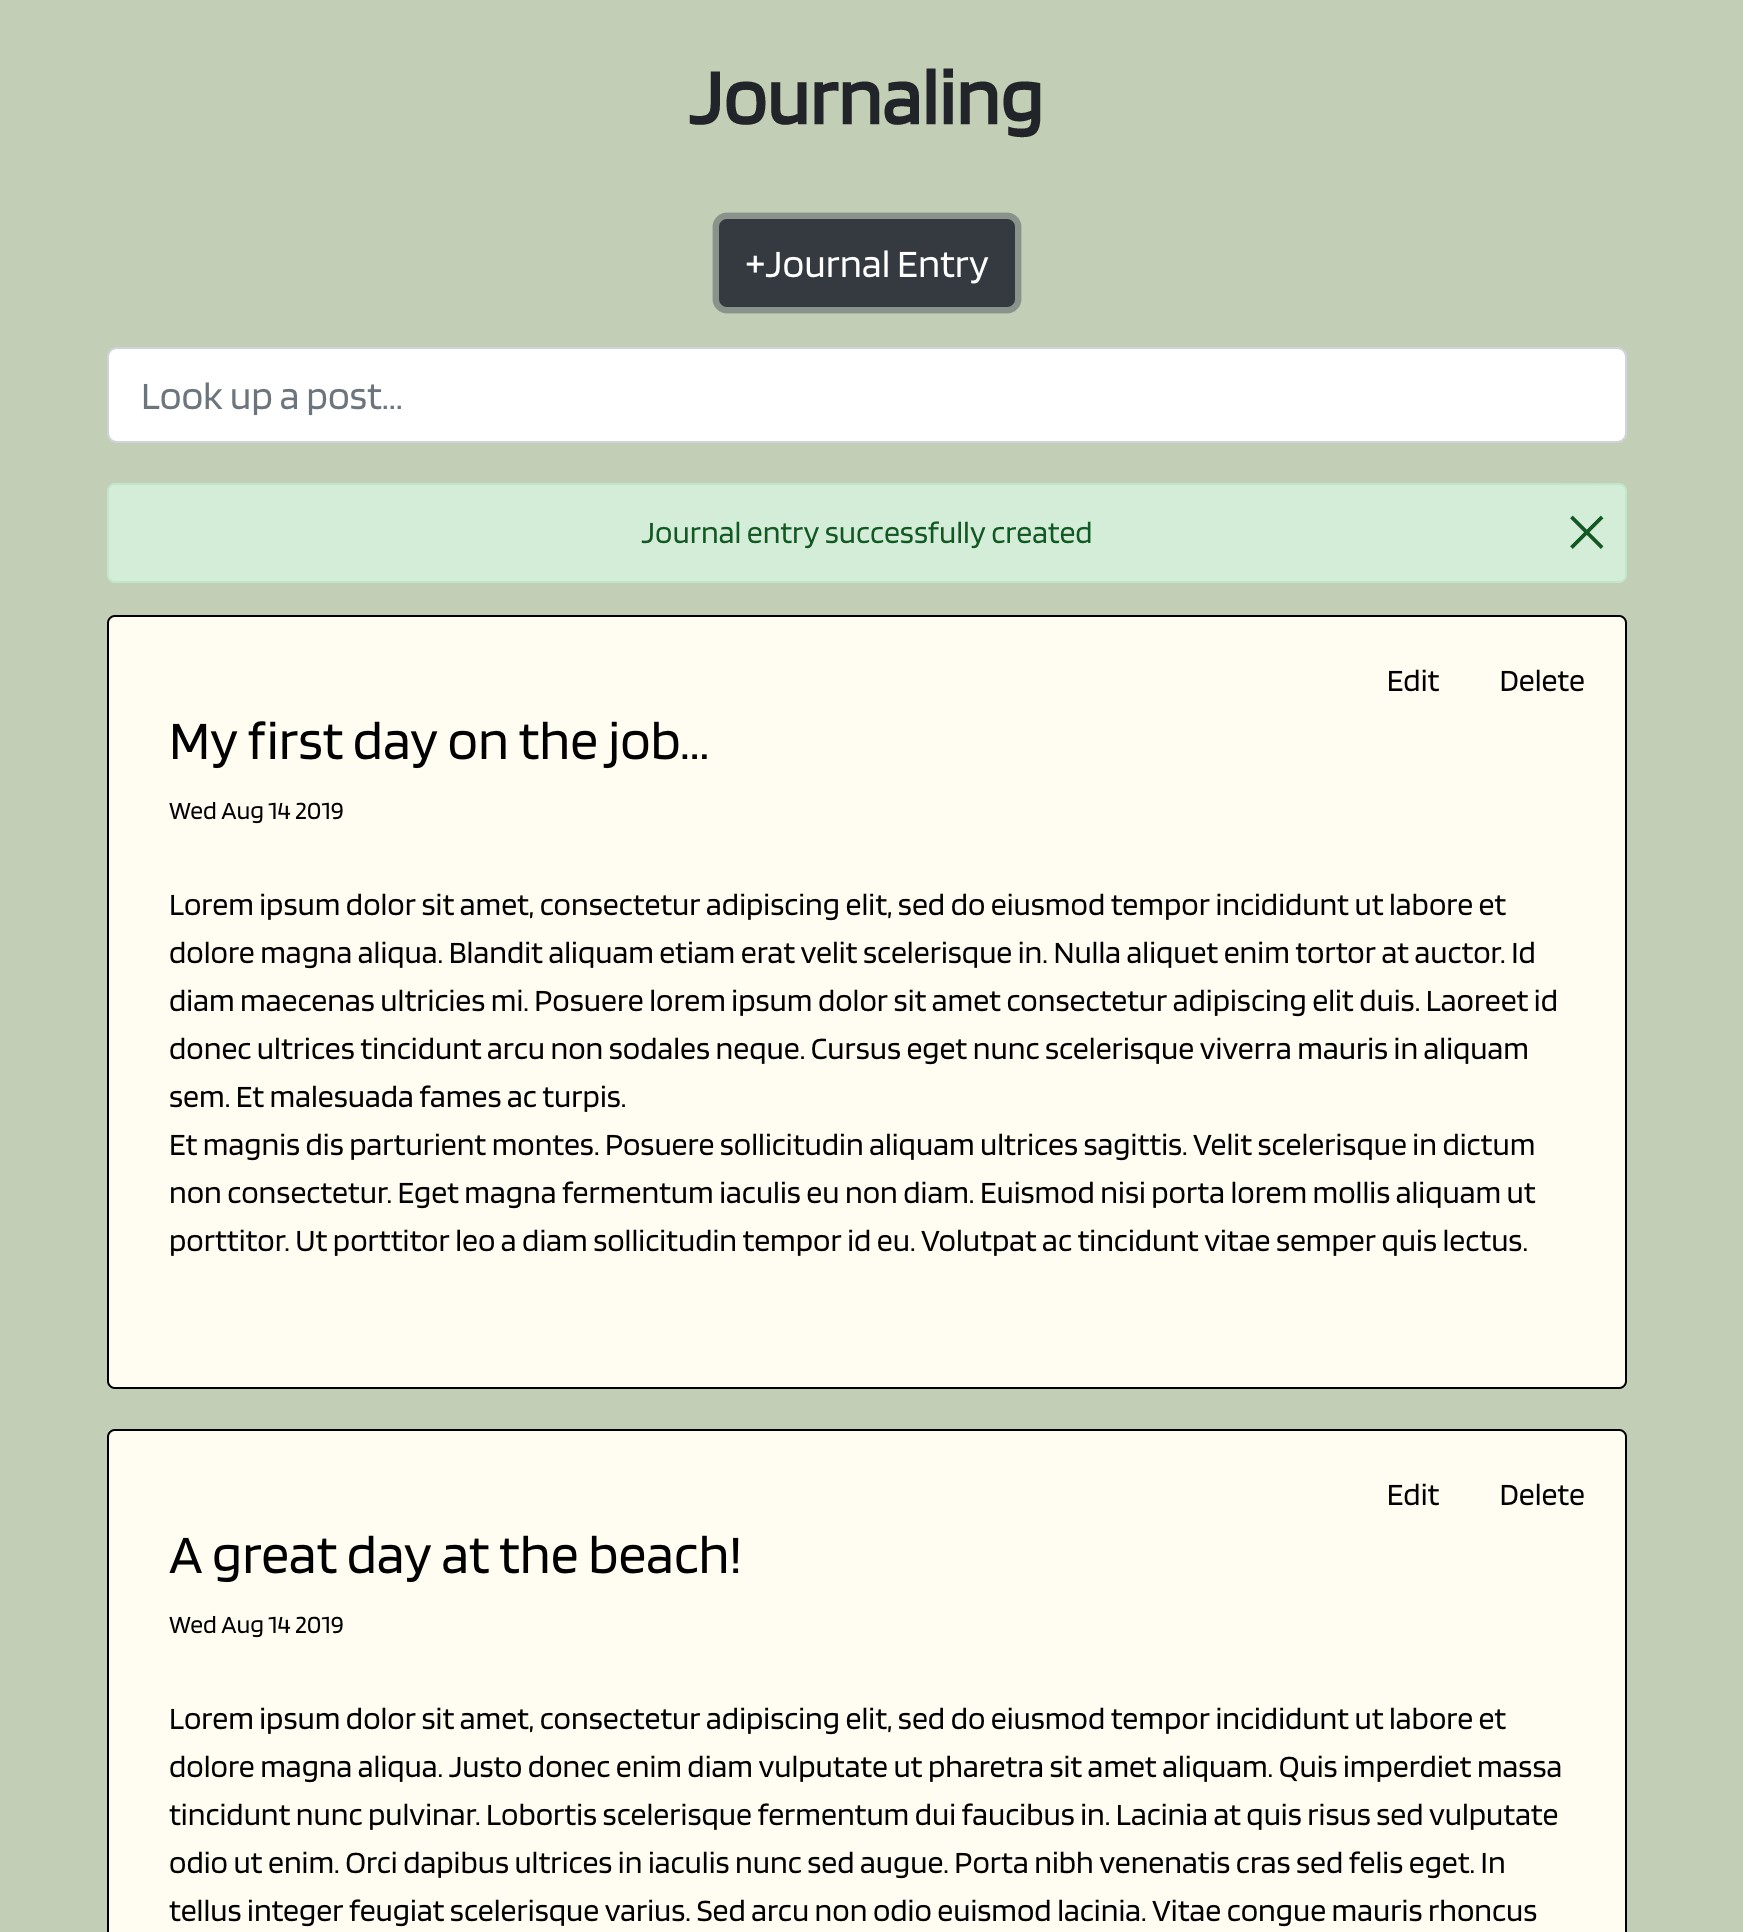 Journaling
+Journal Entry
Look up a post...
Journal entry successfully created
Edit Delete
My first day on the job...
Wed Aug 14 2019
Lorem ipsum dolor sit amet, consectetur adipiscing elit, sed do eiusmod tempor incididunt ut labore et
dolore magna aliqua. Blandit aliquam etiam erat velit scelerisque in. Nulla aliquet enim tortor at auctor. Id
diam maecenas ultricies mi. Posuere lorem ipsum dolor sit amet consectetur adipiscing elit duis. Laoreet id
donec ultrices tincidunt arcu non sodales neque. Cursus eget nunc scelerisque viverra mauris in aliquam
sem. Et malesuada fames ac turpis.
Et magnis dis parturient montes. Posuere sollicitudin aliquam ultrices sagittis. Velit scelerisque in dictum
non consectetur. Eget magna fermentum iaculis eu non diam. Euismod nisi porta lorem mollis aliquam ut
porttitor. Ut porttitor leo a diam sollicitudin tempor id eu. Volutpat ac tincidunt vitae semper quis lectus.
Edit Delete
A great day at the beach!
Wed Aug 14 2019
Lorem ipsum dolor sit amet, consectetur adipiscing elit, sed do eiusmod tempor incididunt ut labore et
dolore magna aliqua. Justo donec enim diam vulputate ut pharetra sit amet aliquam. Quis imperdiet massa
tincidunt nunc pulvinar. Lobortis scelerisque fermentum dui faucibus in. Lacinia at quis risus sed vulputate
odio ut enim. Orci dapibus ultrices in iaculis nunc sed augue. Porta nibh venenatis cras sed felis eget. In
tellus integer feugiat scelerisque varius. Sed arcu non odio euismod lacinia. Vitae congue mauris rhoncus